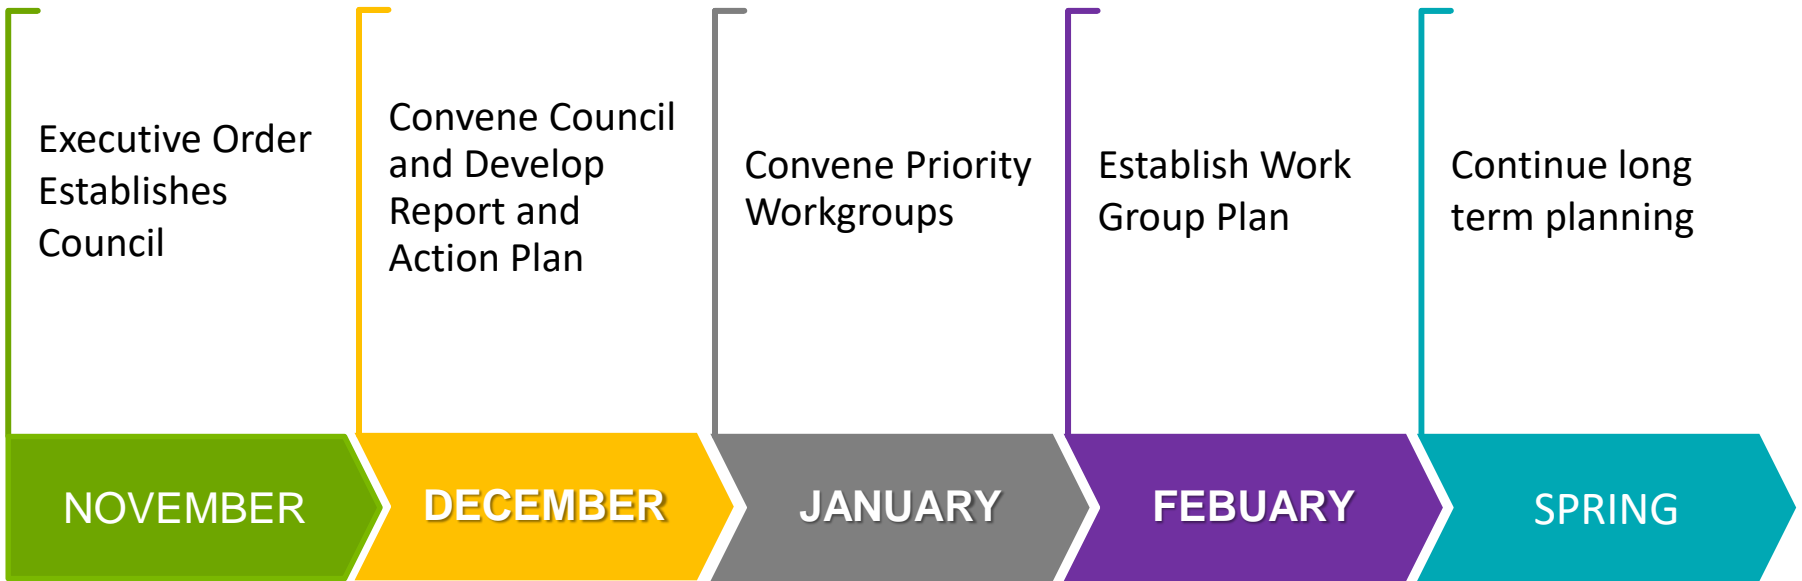 Executive Order
Establishes
Council
Convene Council
and Develop
Report and
Action Plan
Convene Priority
Workgroups
Establish Work
Group Plan
Continue long
term planning
NOVEMBER
DECEMBER
JANUARY
FEBUARY
SPRING